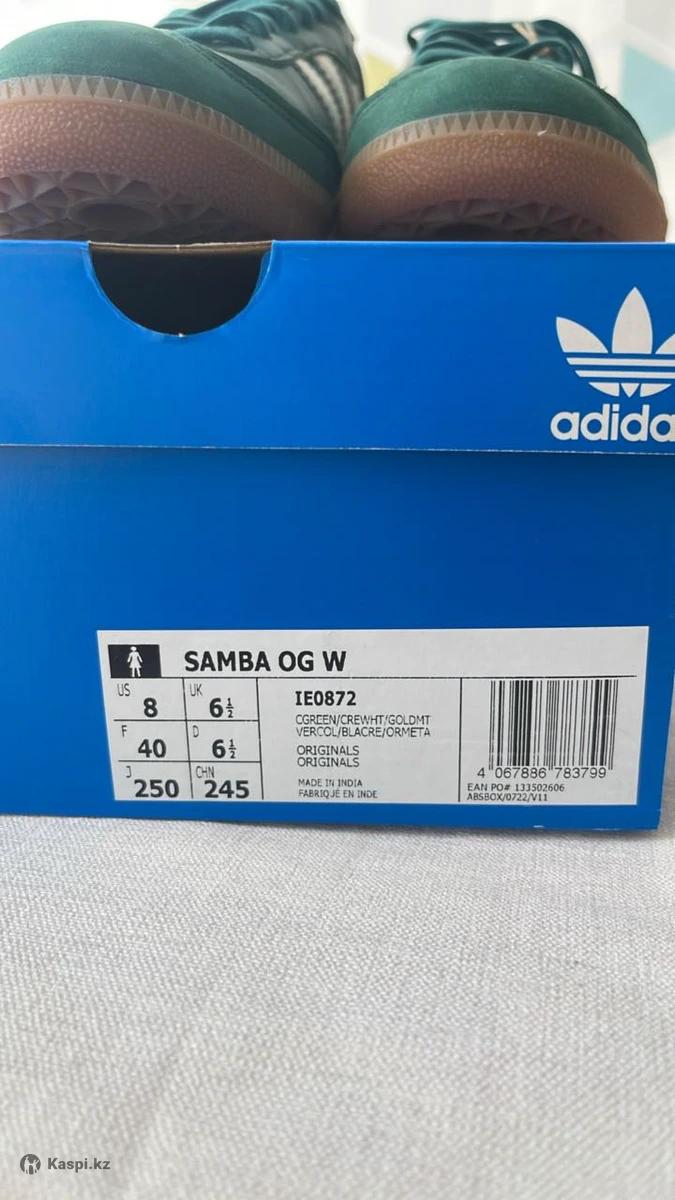 adida
SAMBA OG W
US 8 UK 6½
F 40 D 6½
J 250 CHN 245
IE0872
CGREEN/CREWHT/GOLDMT
VERCOL/BLACRE/ORMETA
ORIGINALS
ORIGINALS
MADE IN INDIA
FABRIQÉ EN INDE
4 067886 783799
EAN PO# 133502606
ABSBOX/0722/V11
Kaspi.kz